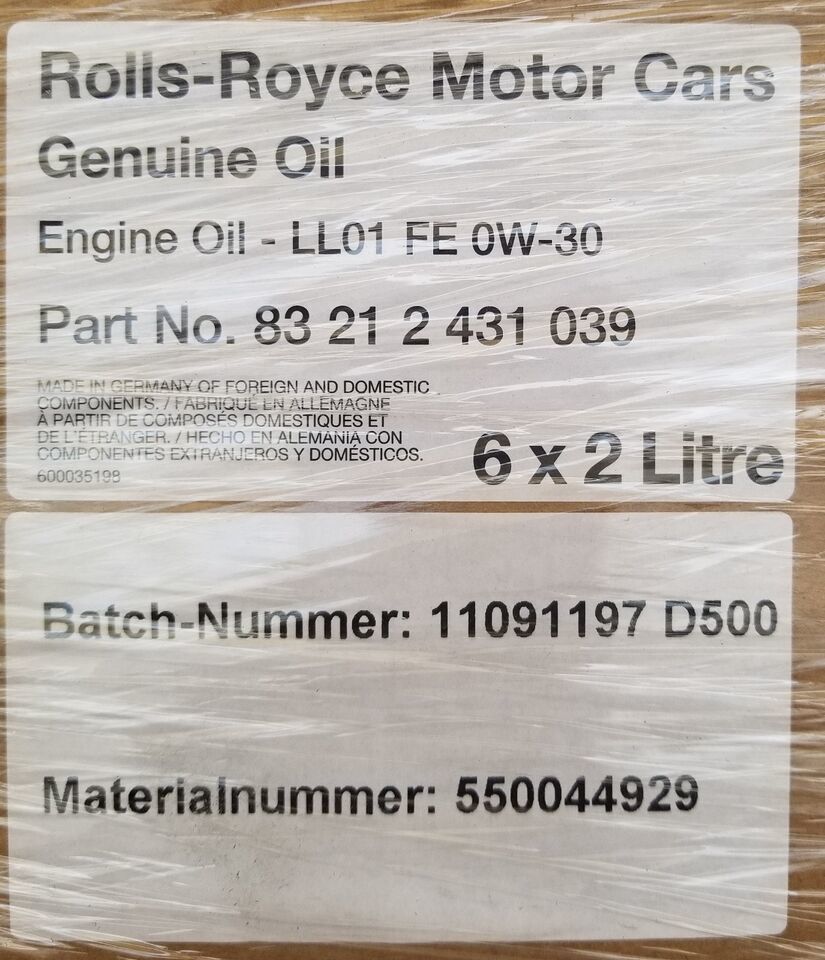 Rolls-Royce Motor Cars
Genuine Oil
Engine Oil - LL01 FE 0W-30
Part No. 83 21 2 431 039
MADE IN GERMANY OF FOREIGN AND DOMESTIC
COMPONENTS. / FABRIQUÉ EN ALLEMAGNE
À PARTIR DE COMPOSÉS DOMESTIQUES ET
DE L'ÉTRANGER. / HECHO EN ALEMANIA CON
COMPONENTES EXTRANJEROS Y DOMÉSTICOS.
600035198
6 x 2 Litre
Batch-Nummer: 11091197 D500
Materialnummer: 550044929